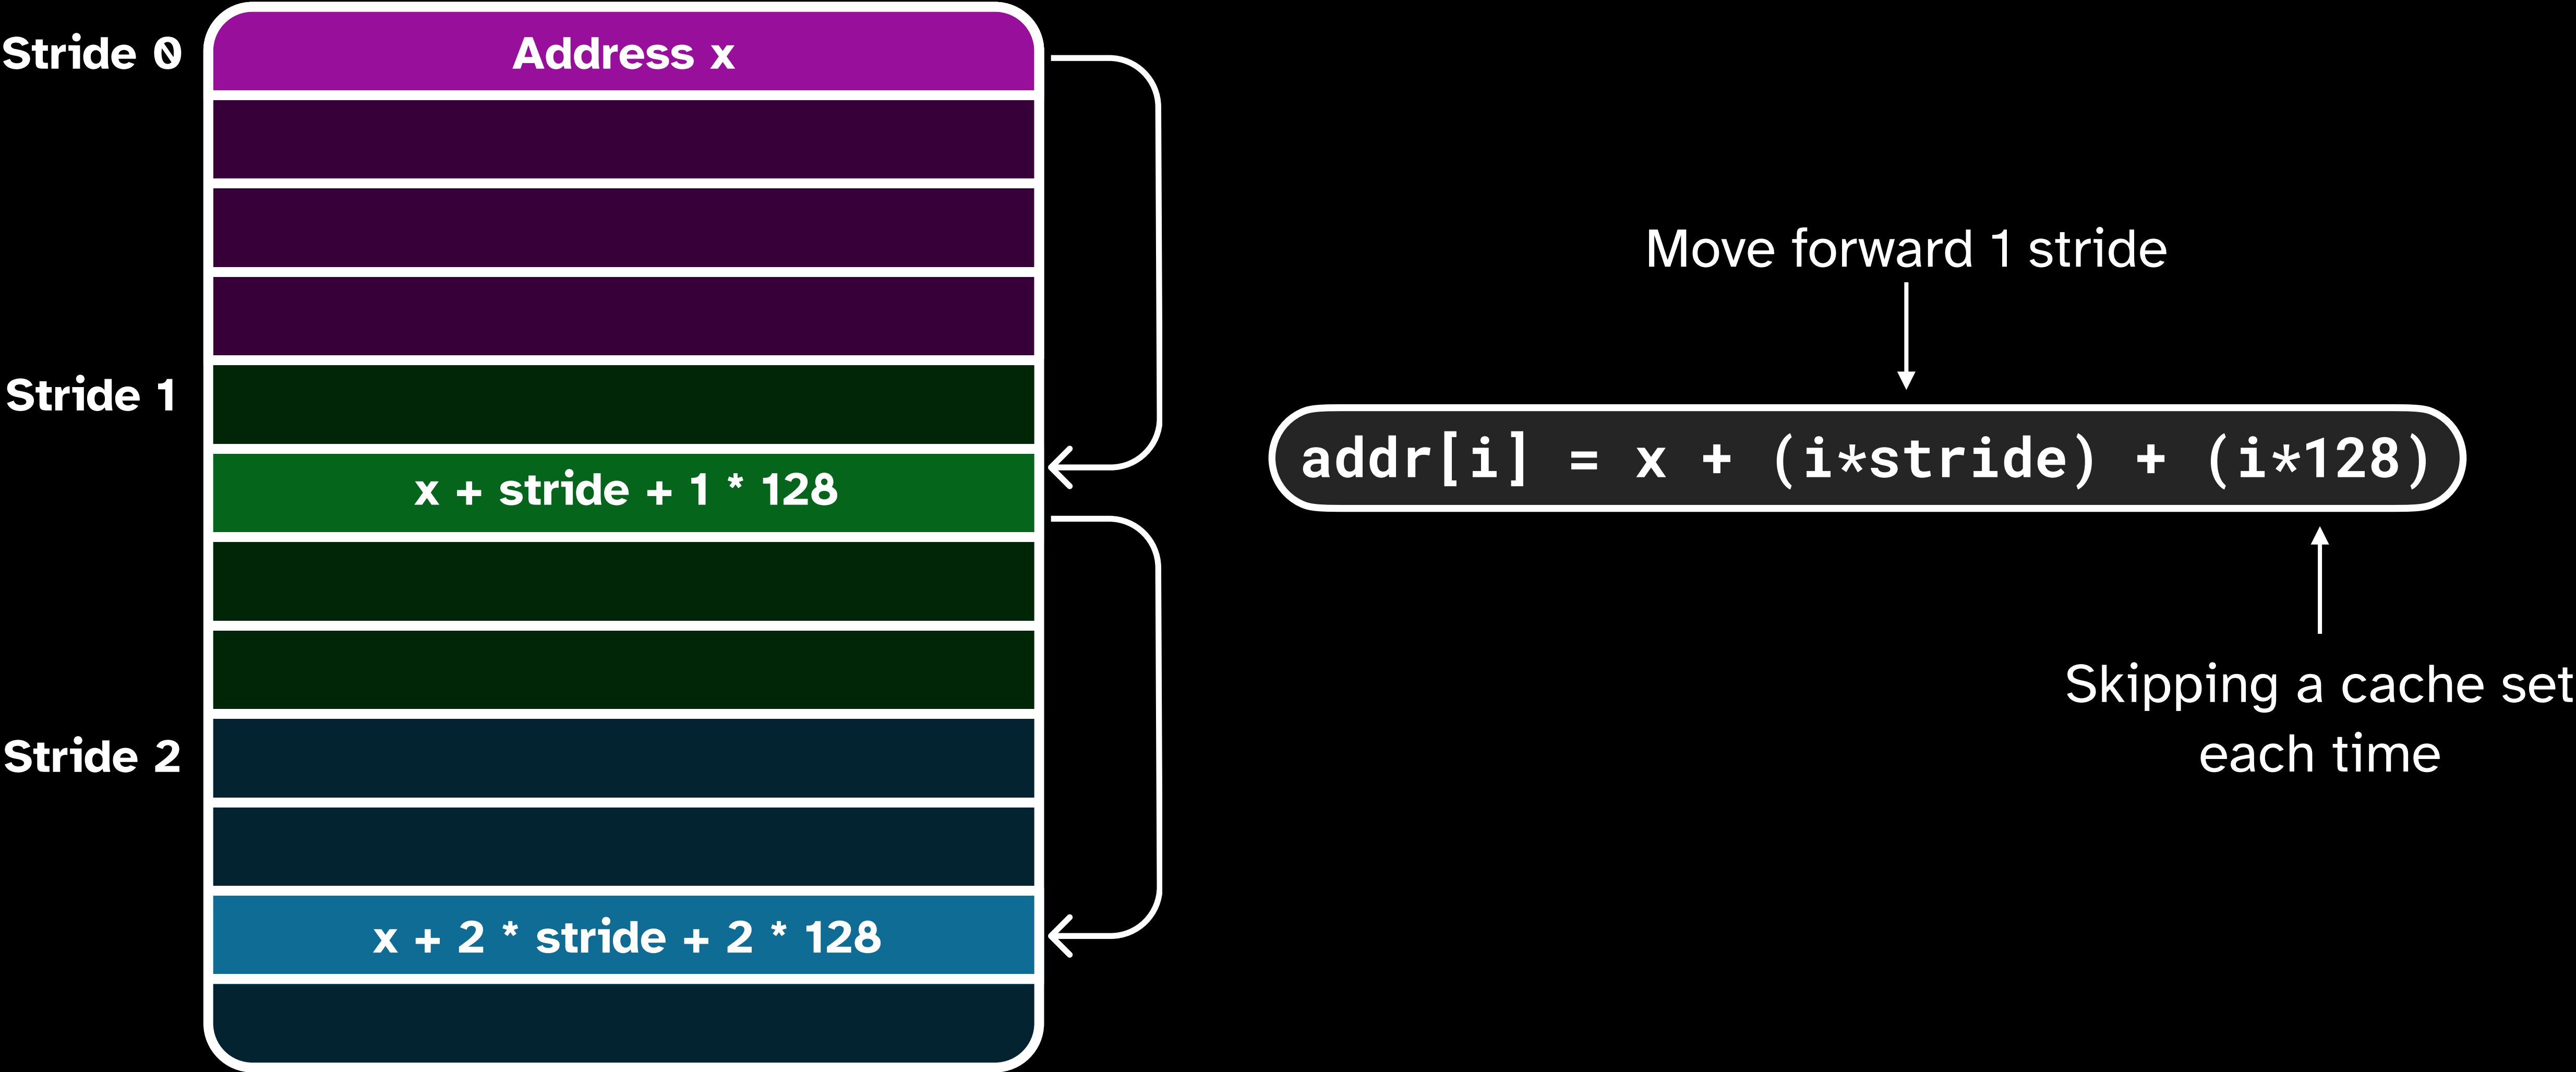 Stride 0
Address x
Stride 1
x + stride + 1 * 128
Stride 2
x + 2 * stride + 2 * 128
Move forward 1 stride
addr[i] = x + (i*stride) + (i*128)
Skipping a cache set
each time